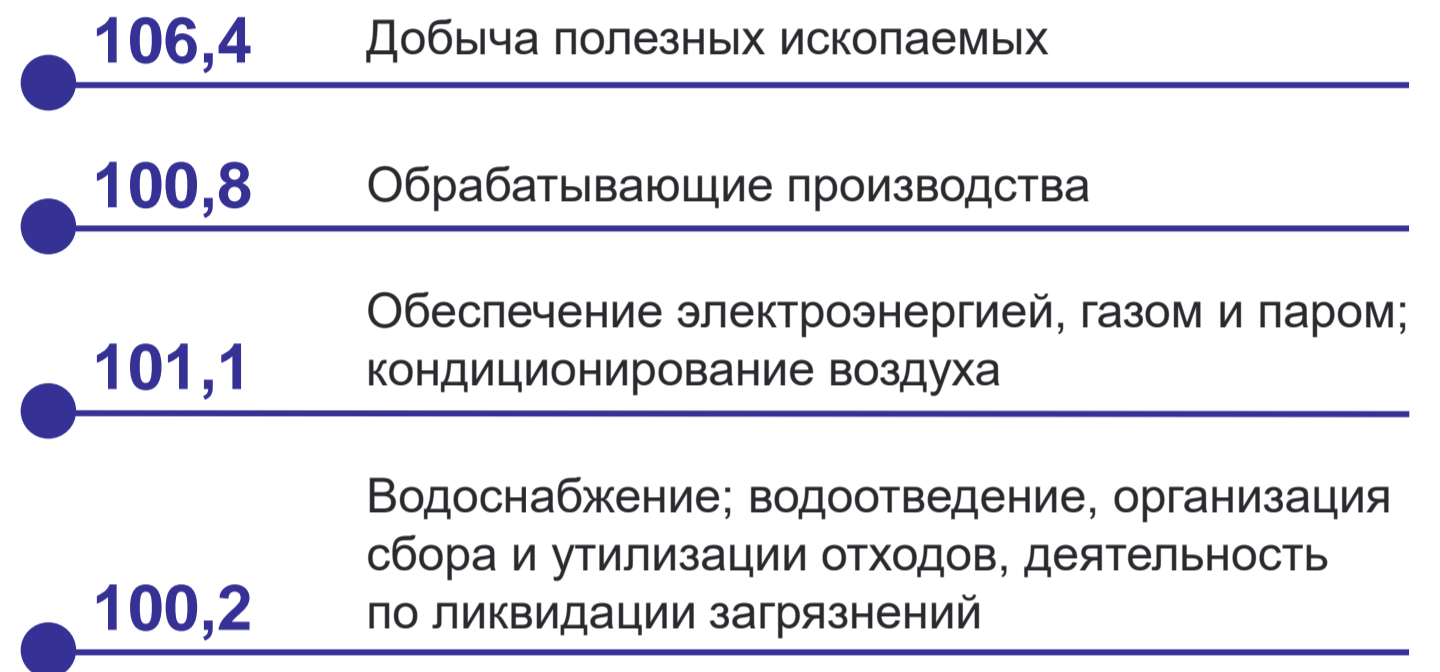 106,4 Добыча полезных ископаемых
100,8 Обрабатывающие производства
Обеспечение электроэнергией, газом и паром;
101,1 кондиционирование воздуха
Водоснабжение; водоотведение, организация
сбора и утилизации отходов, деятельность
100,2 по ликвидации загрязнений